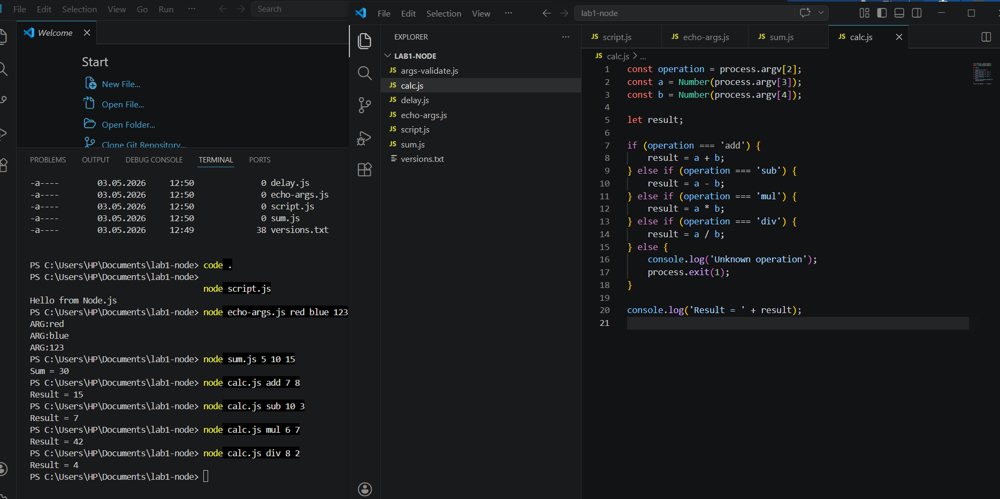 File Edit Selection View Go Run ··· Search
Welcome
Start
New File...
Open File...
Open Folder...
Clone Git Repository...
PROBLEMS OUTPUT DEBUG CONSOLE TERMINAL PORTS
-a---- 03.05.2026 12:50 0 delay.js
-a---- 03.05.2026 12:50 0 echo-args.js
-a---- 03.05.2026 12:50 0 script.js
-a---- 03.05.2026 12:50 0 sum.js
-a---- 03.05.2026 12:49 38 versions.txt
PS C:\Users\HP\Documents\lab1-node> code .
PS C:\Users\HP\Documents\lab1-node>
node script.js
Hello from Node.js
PS C:\Users\HP\Documents\lab1-node> node echo-args.js red blue 123
ARG:red
ARG:blue
ARG:123
PS C:\Users\HP\Documents\lab1-node> node sum.js 5 10 15
Sum = 30
PS C:\Users\HP\Documents\lab1-node> node calc.js add 7 8
Result = 15
PS C:\Users\HP\Documents\lab1-node> node calc.js sub 10 3
Result = 7
PS C:\Users\HP\Documents\lab1-node> node calc.js mul 6 7
Result = 42
PS C:\Users\HP\Documents\lab1-node> node calc.js div 8 2
Result = 4
PS C:\Users\HP\Documents\lab1-node>
File Edit Selection View ··· lab1-node
EXPLORER ···
LAB1-NODE
JS args-validate.js
JS calc.js
JS delay.js
JS echo-args.js
JS script.js
JS sum.js
versions.txt
JS script.js JS echo-args.js JS sum.js JS calc.js
JS calc.js > ...
1 const operation = process.argv[2];
2 const a = Number(process.argv[3]);
3 const b = Number(process.argv[4]);
4
5 let result;
6
7 if (operation === 'add') {
8 result = a + b;
9 } else if (operation === 'sub') {
10 result = a - b;
11 } else if (operation === 'mul') {
12 result = a * b;
13 } else if (operation === 'div') {
14 result = a / b;
15 } else {
16 console.log('Unknown operation');
17 process.exit(1);
18 }
19
20 console.log('Result = ' + result);
21